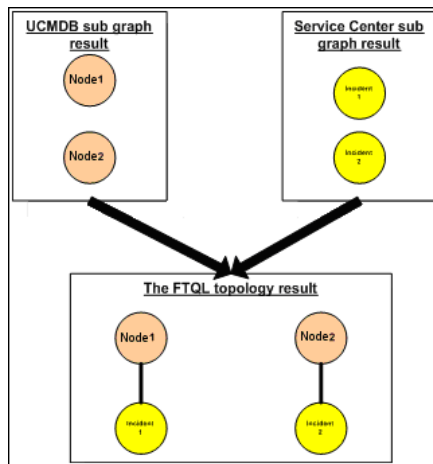 UCMDB sub graph
result
Node1
Node2
Service Center sub
graph result
Incident
1
Incident
2
The FTQL topology result
Node1
Node2
Incident
1
Incident
2